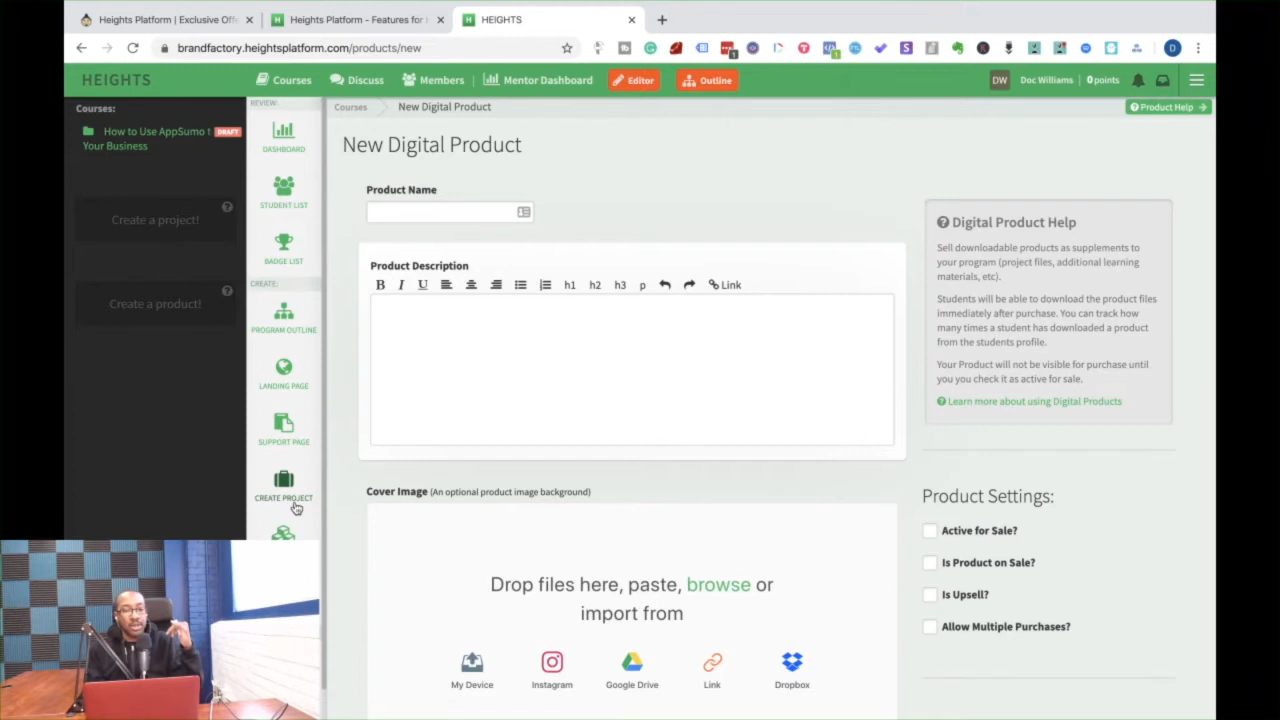 Heights Platform | Exclusive Offe
Heights Platform - Features for H
HEIGHTS
brandfactory.heightsplatform.com/products/new
HEIGHTS
Courses
Discuss
Members
Mentor Dashboard
Editor
Outline
DW
Doc Williams
0 points
Courses:
How to Use AppSumo t
DRAFT
Your Business
Create a project!
Create a product!
REVIEW:
DASHBOARD
STUDENT LIST
BADGE LIST
CREATE:
PROGRAM OUTLINE
LANDING PAGE
SUPPORT PAGE
CREATE PROJECT
Courses
New Digital Product
Product Help
New Digital Product
Product Name
Product Description
B I U h1 h2 h3 p Link
Cover Image (An optional product image background)
Drop files here, paste, browse or
import from
My Device
Instagram
Google Drive
Link
Dropbox
Digital Product Help
Sell downloadable products as supplements to
your program (project files, additional learning
materials, etc).
Students will be able to download the product files
immediately after purchase. You can track how
many times a student has downloaded a product
from the students profile.
Your Product will not be visible for purchase until
you you check it as active for sale.
Learn more about using Digital Products
Product Settings:
Active for Sale?
Is Product on Sale?
Is Upsell?
Allow Multiple Purchases?